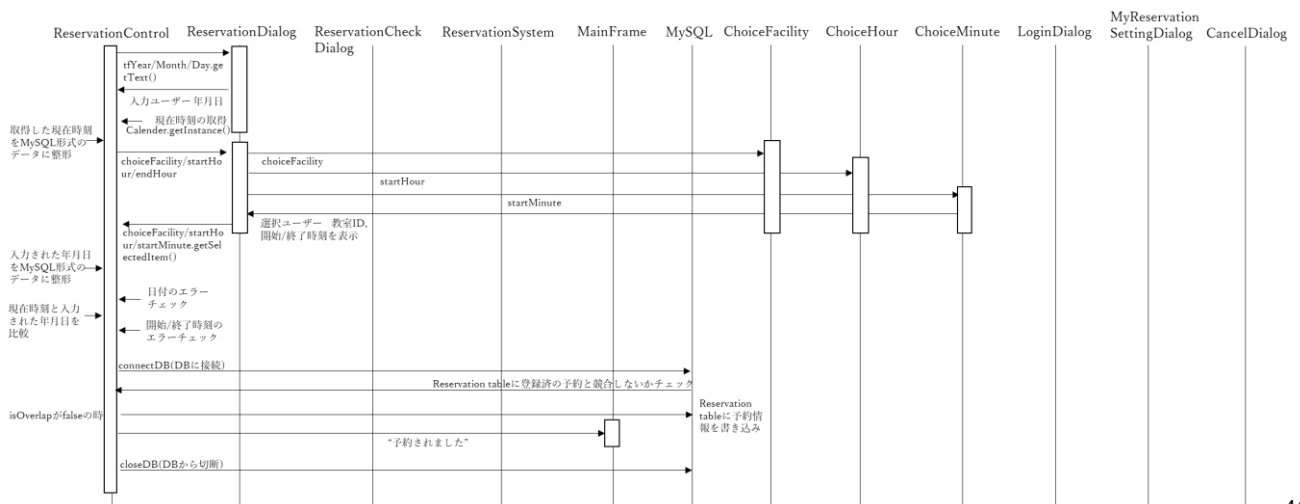 ReservationControl
ReservationDialog
ReservationCheck
Dialog
ReservationSystem
MainFrame
MySQL
ChoiceFacility
ChoiceHour
ChoiceMinute
LoginDialog
MyReservation
SettingDialog
CancelDialog
tfYear/Month/Day.ge
tText()
入力ユーザー 年月日
現在時刻の取得
Calender.getInstance()
取得した現在時刻
をMySQL形式の
データに整形
choiceFacility/startHo
ur/endHour
choiceFacility
startHour
startMinute
選択ユーザー 教室ID,
開始/終了時刻を表示
choiceFacility/startHo
ur/startMinute.getSel
ectedItem()
入力された年月日
をMySQL形式の
データに整形
日付のエラー
チェック
現在時刻と入力
された年月日を
比較
開始/終了時刻の
エラーチェック
connectDB(DBに接続)
Reservation tableに登録済の予約と競合しないかチェック
isOverlapがfalseの時
Reservation
tableに予約情
報を書き込み
“予約されました”
closeDB(DBから切断)